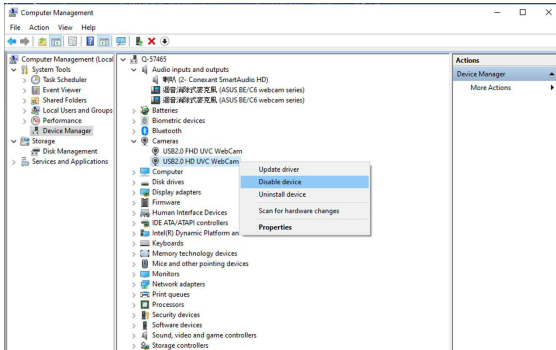 Computer Management
File Action View Help
Computer Management (Local
System Tools
Task Scheduler
Event Viewer
Shared Folders
Local Users and Groups
Performance
Device Manager
Storage
Disk Management
Services and Applications
Q-57465
Audio inputs and outputs
喇叭 (2- Conexant SmartAudio HD)
(ASUS BE/C6 webcam series)
(ASUS BE/C6 webcam series)
Batteries
Biometric devices
Bluetooth
Cameras
USB2.0 FHD UVC WebCam
USB2.0 HD UVC WebCam
Computer
Disk drives
Display adapters
Firmware
Human Interface Devices
IDE ATA/ATAPI controllers
Intel(R) Dynamic Platform an
Keyboards
Memory technology devices
Mice and other pointing devices
Monitors
Network adapters
Print queues
Processors
Security devices
Software devices
Sound, video and game controllers
Storage controllers
Update driver
Disable device
Uninstall device
Scan for hardware changes
Properties
Actions
Device Manager
More Actions